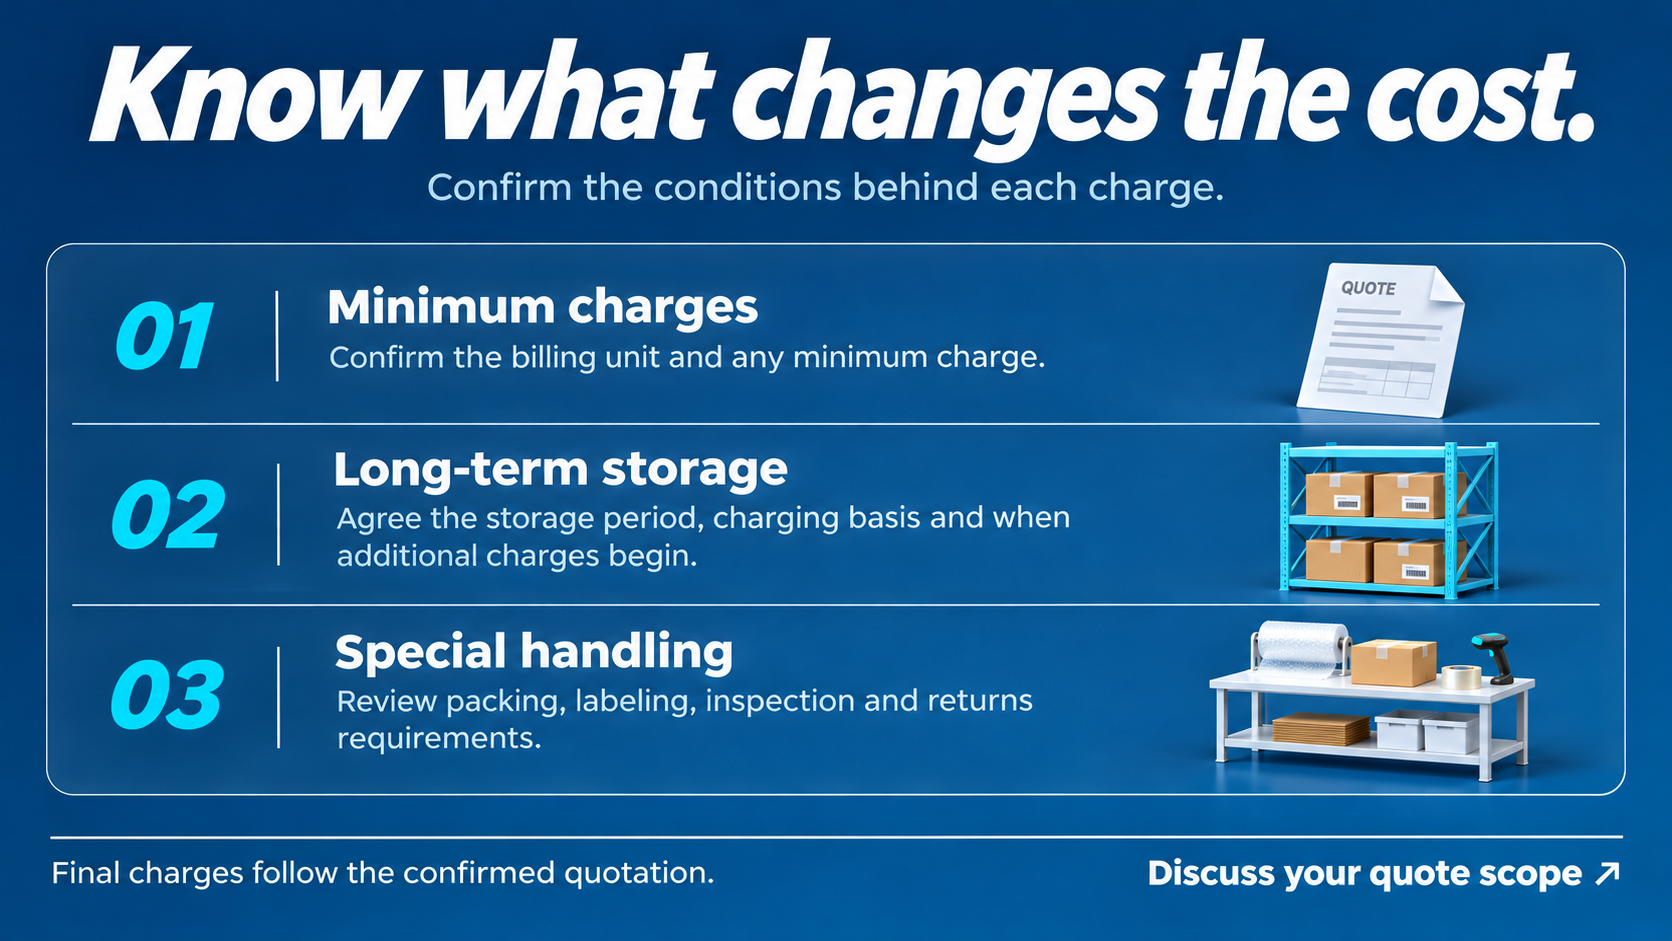 Know what changes the cost.
Confirm the conditions behind each charge.
01
Minimum charges
Confirm the billing unit and any minimum charge.
QUOTE
02
Long-term storage
Agree the storage period, charging basis and when
additional charges begin.
03
Special handling
Review packing, labeling, inspection and returns
requirements.
Final charges follow the confirmed quotation.
Discuss your quote scope ↗